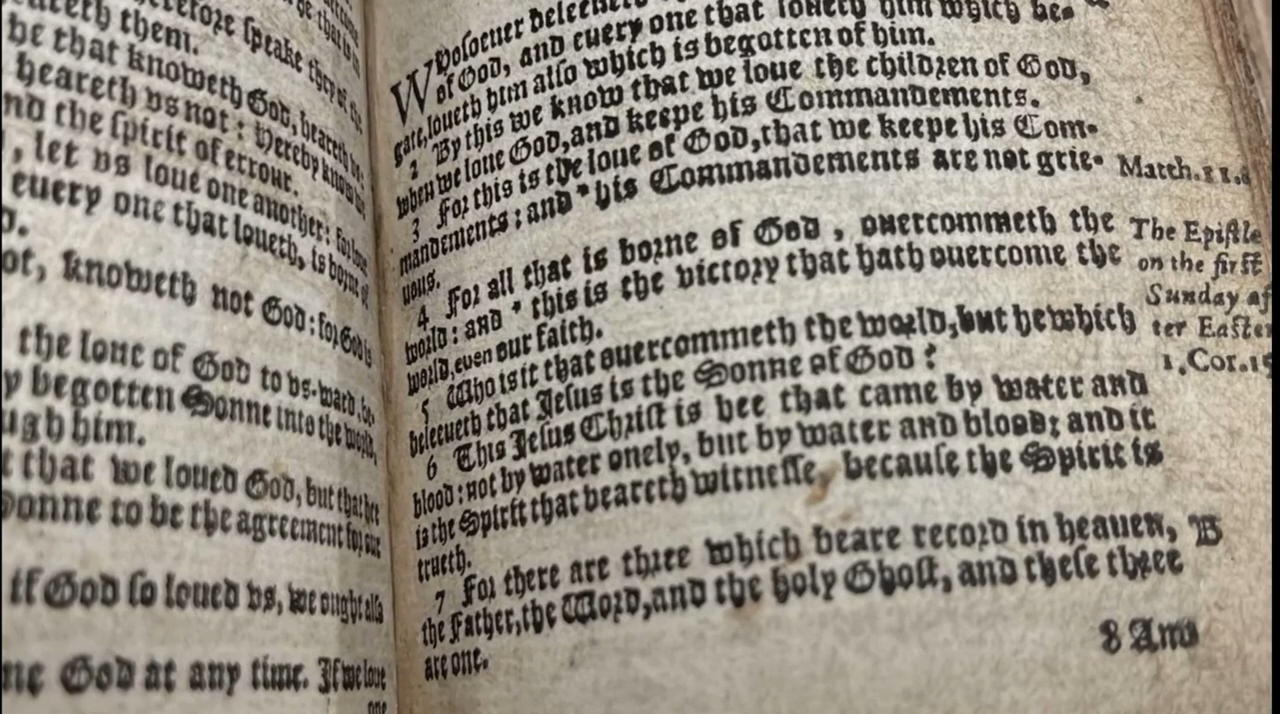 refore speake they of the
ueth them.
he that knoweth God, heareth vs:
heareth vs not : Hereby know we
nd the spirit of errour.
, let vs loue one another: for loue
euery one that loueth, is borne of
ot, knoweth not God: for God is
the loue of God to vs-ward, be-
y begotten Sonne into the world,
ugh him.
t that we loued God, but that hee
Sonne to be the agreement for our
if God so loued vs, we ought also
ne God at any time. If we loue
one
Whosoeuer beleeueth
of God, and euery one that loueth him which be-
gate, loueth him also which is begotten of him.
2 By this we know that we loue the children of God,
when we loue God, and keepe his Commandements.
3 For this is the loue of God, that we keepe his Com-
mandements : and * his Commandements are not grie-
uous.
4 For all that is borne of God , ouercommeth the
world : and * this is the victory that hath ouercome the
world, euen our faith.
5 Who is it that ouercommeth the world, but he which
beleeueth that Jesus is the Sonne of God ?
6 This Jesus Christ is hee that came by water and
blood : not by water onely, but by water and blood; and it
is the Spirit that beareth witnesse, because the Spirit is
trueth.
7 For there are three which beare record in heauen,
the Father, the Word, and the holy Ghost, and these three
are one.
8 And
Matth.11.
The Epistle
on the first
Sunday af
ter Easter
1.Cor.15
B